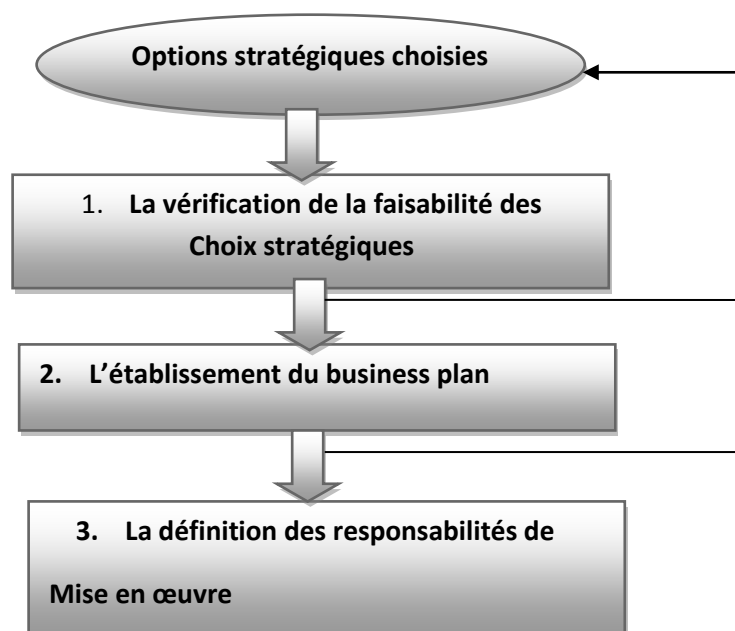 Options stratégiques choisies
1. La vérification de la faisabilité des
Choix stratégiques
2. L’établissement du business plan
3. La définition des responsabilités de
Mise en œuvre